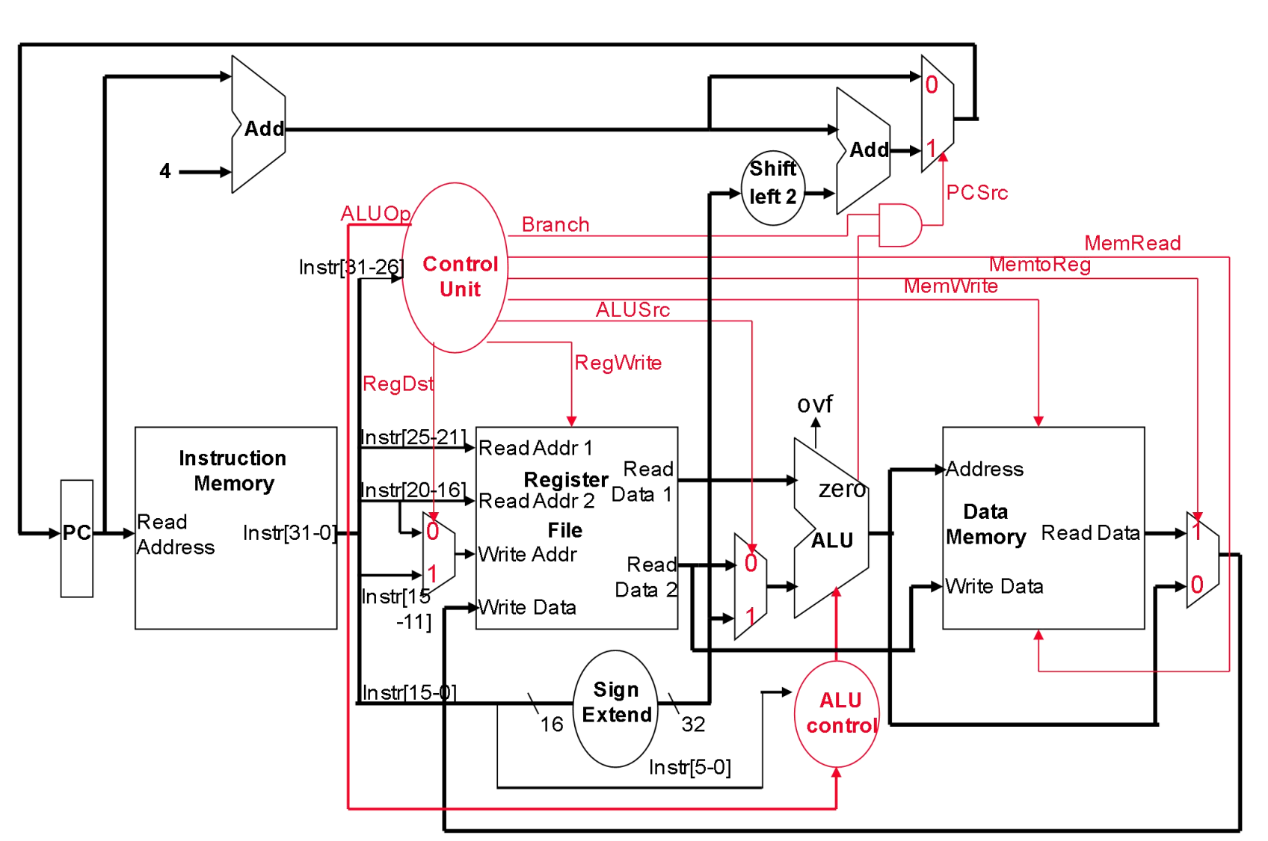 0
Add
Add
4
1
Shift
left 2
PCSrc
ALUOp
Branch
MemRead
Instr[31-26]
Control
Unit
MemtoReg
MemWrite
ALUSrc
RegWrite
RegDst
ovf
Instr[25-21]
Read Addr 1
Instruction
Memory
Register
File
Read
Data 1
Address
Instr[20-16]
Read Addr 2
zero
Data
Memory
PC
Read
Address
Instr[31-0]
0
Write Addr
1
ALU
Read Data
1
Read
Data 2
0
Instr[15
-11]
Write Data
1
Write Data
0
Instr[15-0]
16
Sign
Extend
32
ALU
control
Instr[5-0]